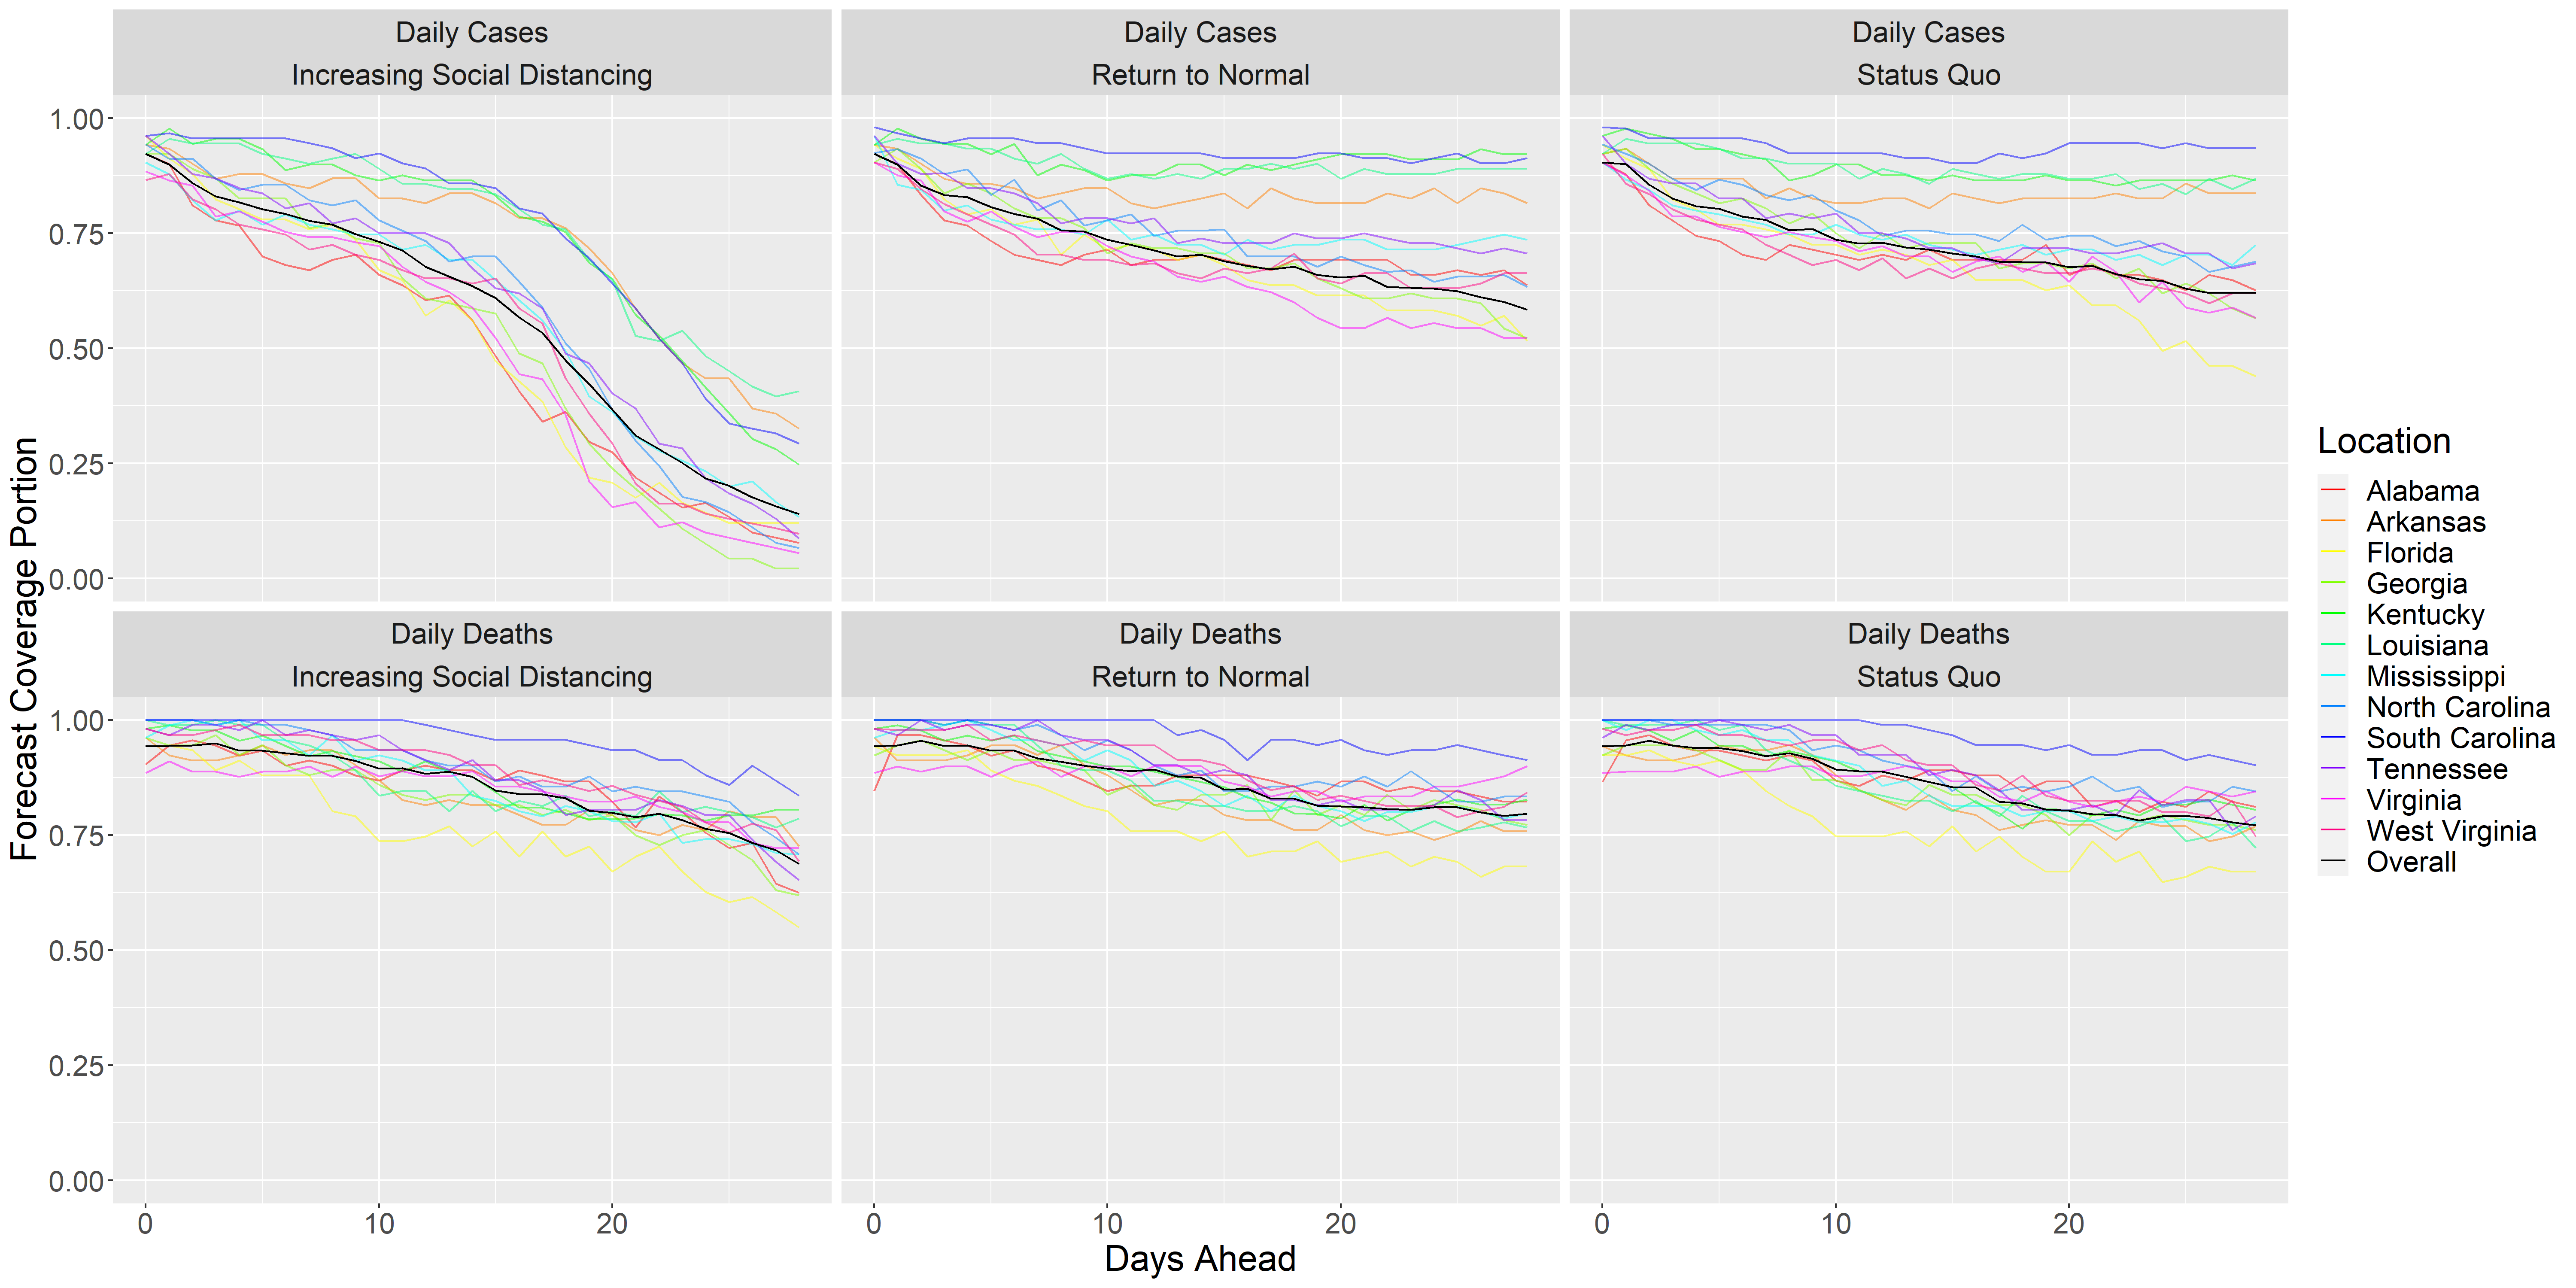 Daily Cases
Increasing Social Distancing
Daily Cases
Return to Normal
Daily Cases
Status Quo
1.00
0.75
0.50
0.25
0.00
Daily Deaths
Increasing Social Distancing
Daily Deaths
Return to Normal
Daily Deaths
Status Quo
1.00
0.75
0.50
0.25
0.00
0 10 20
0 10 20
0 10 20
Days Ahead
Forecast Coverage Portion
Location
Alabama
Arkansas
Florida
Georgia
Kentucky
Louisiana
Mississippi
North Carolina
South Carolina
Tennessee
Virginia
West Virginia
Overall